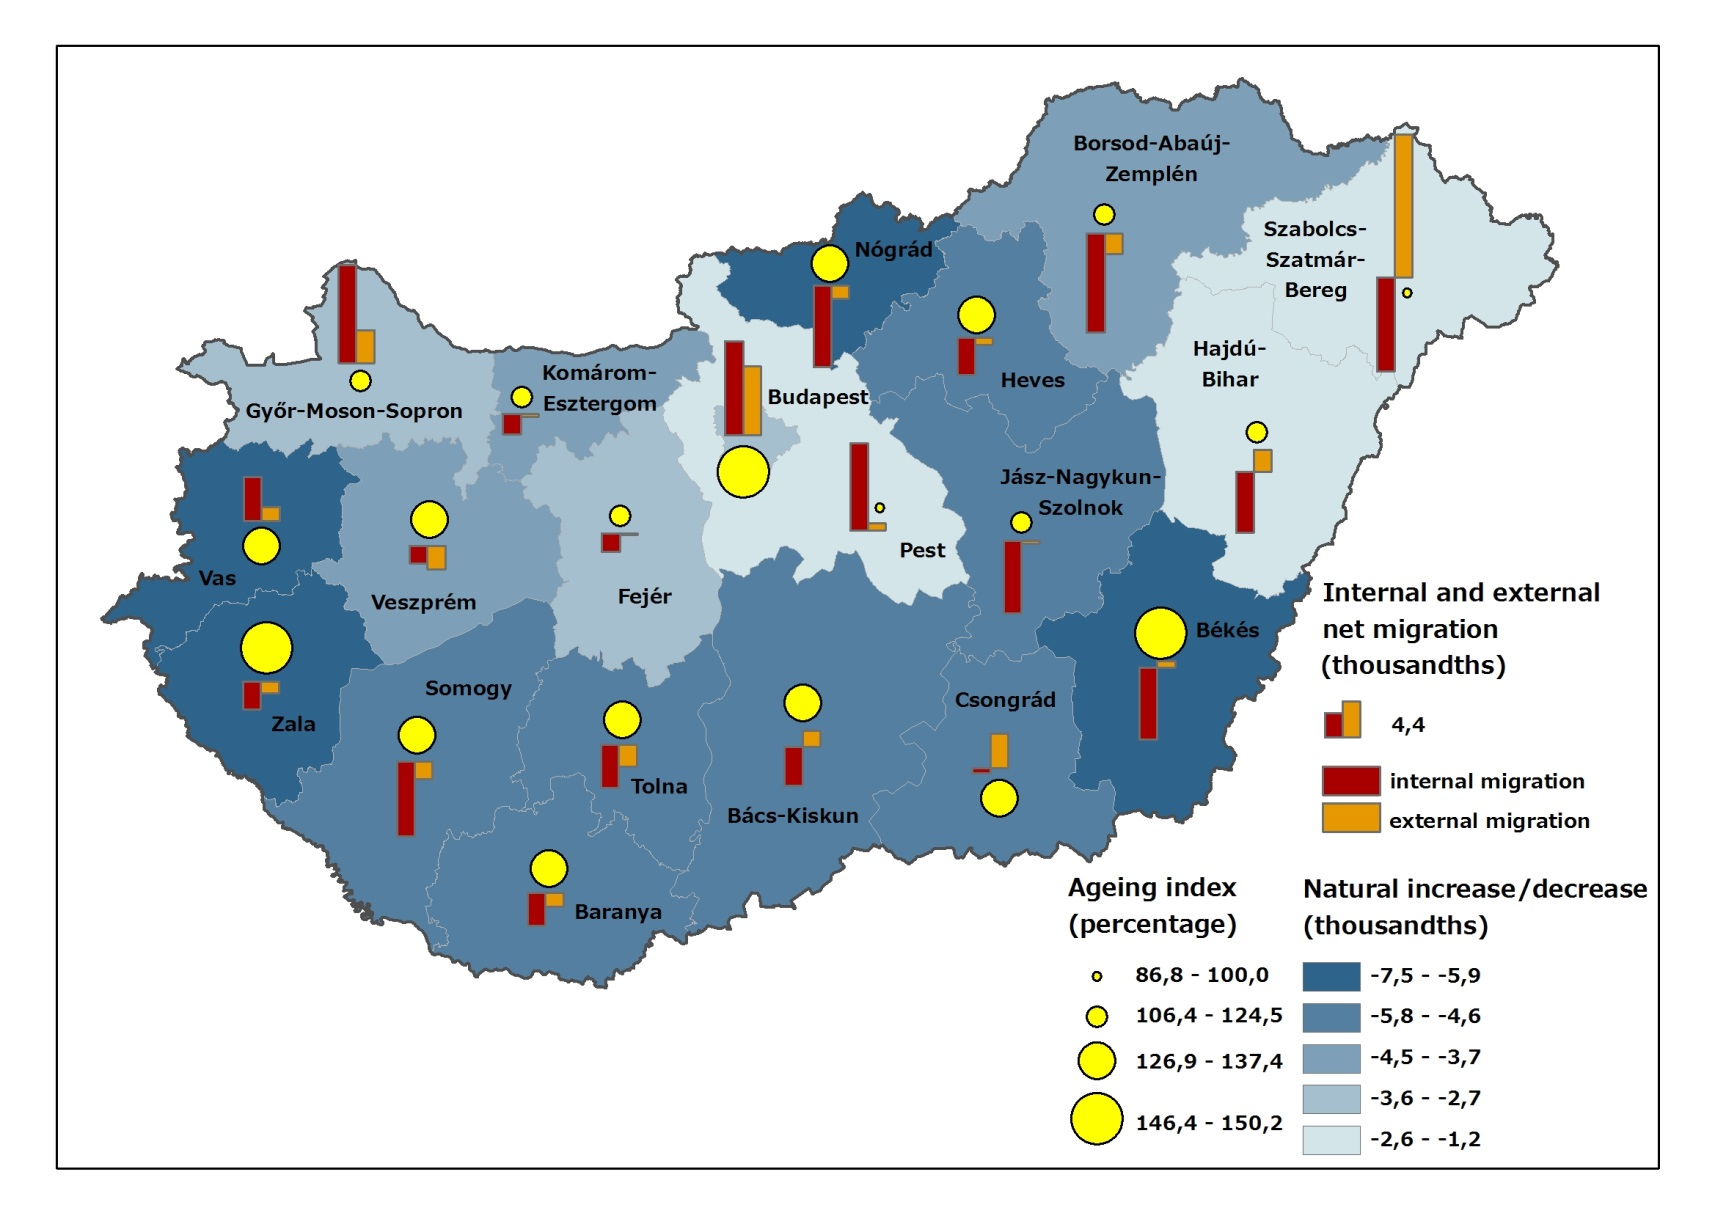 Borsod-Abaúj-
Zemplén
Szabolcs-
Szatmár-
Bereg
Nógrád
Hajdú-
Bihar
Heves
Komárom-
Esztergom
Budapest
Győr-Moson-Sopron
Jász-Nagykun-
Szolnok
Pest
Vas
Veszprém
Fejér
Békés
Somogy
Csongrád
Zala
Tolna
Bács-Kiskun
Baranya
Internal and external
net migration
(thousandths)
4,4
internal migration
external migration
Ageing index
(percentage)
86,8 - 100,0
106,4 - 124,5
126,9 - 137,4
146,4 - 150,2
Natural increase/decrease
(thousandths)
-7,5 - -5,9
-5,8 - -4,6
-4,5 - -3,7
-3,6 - -2,7
-2,6 - -1,2